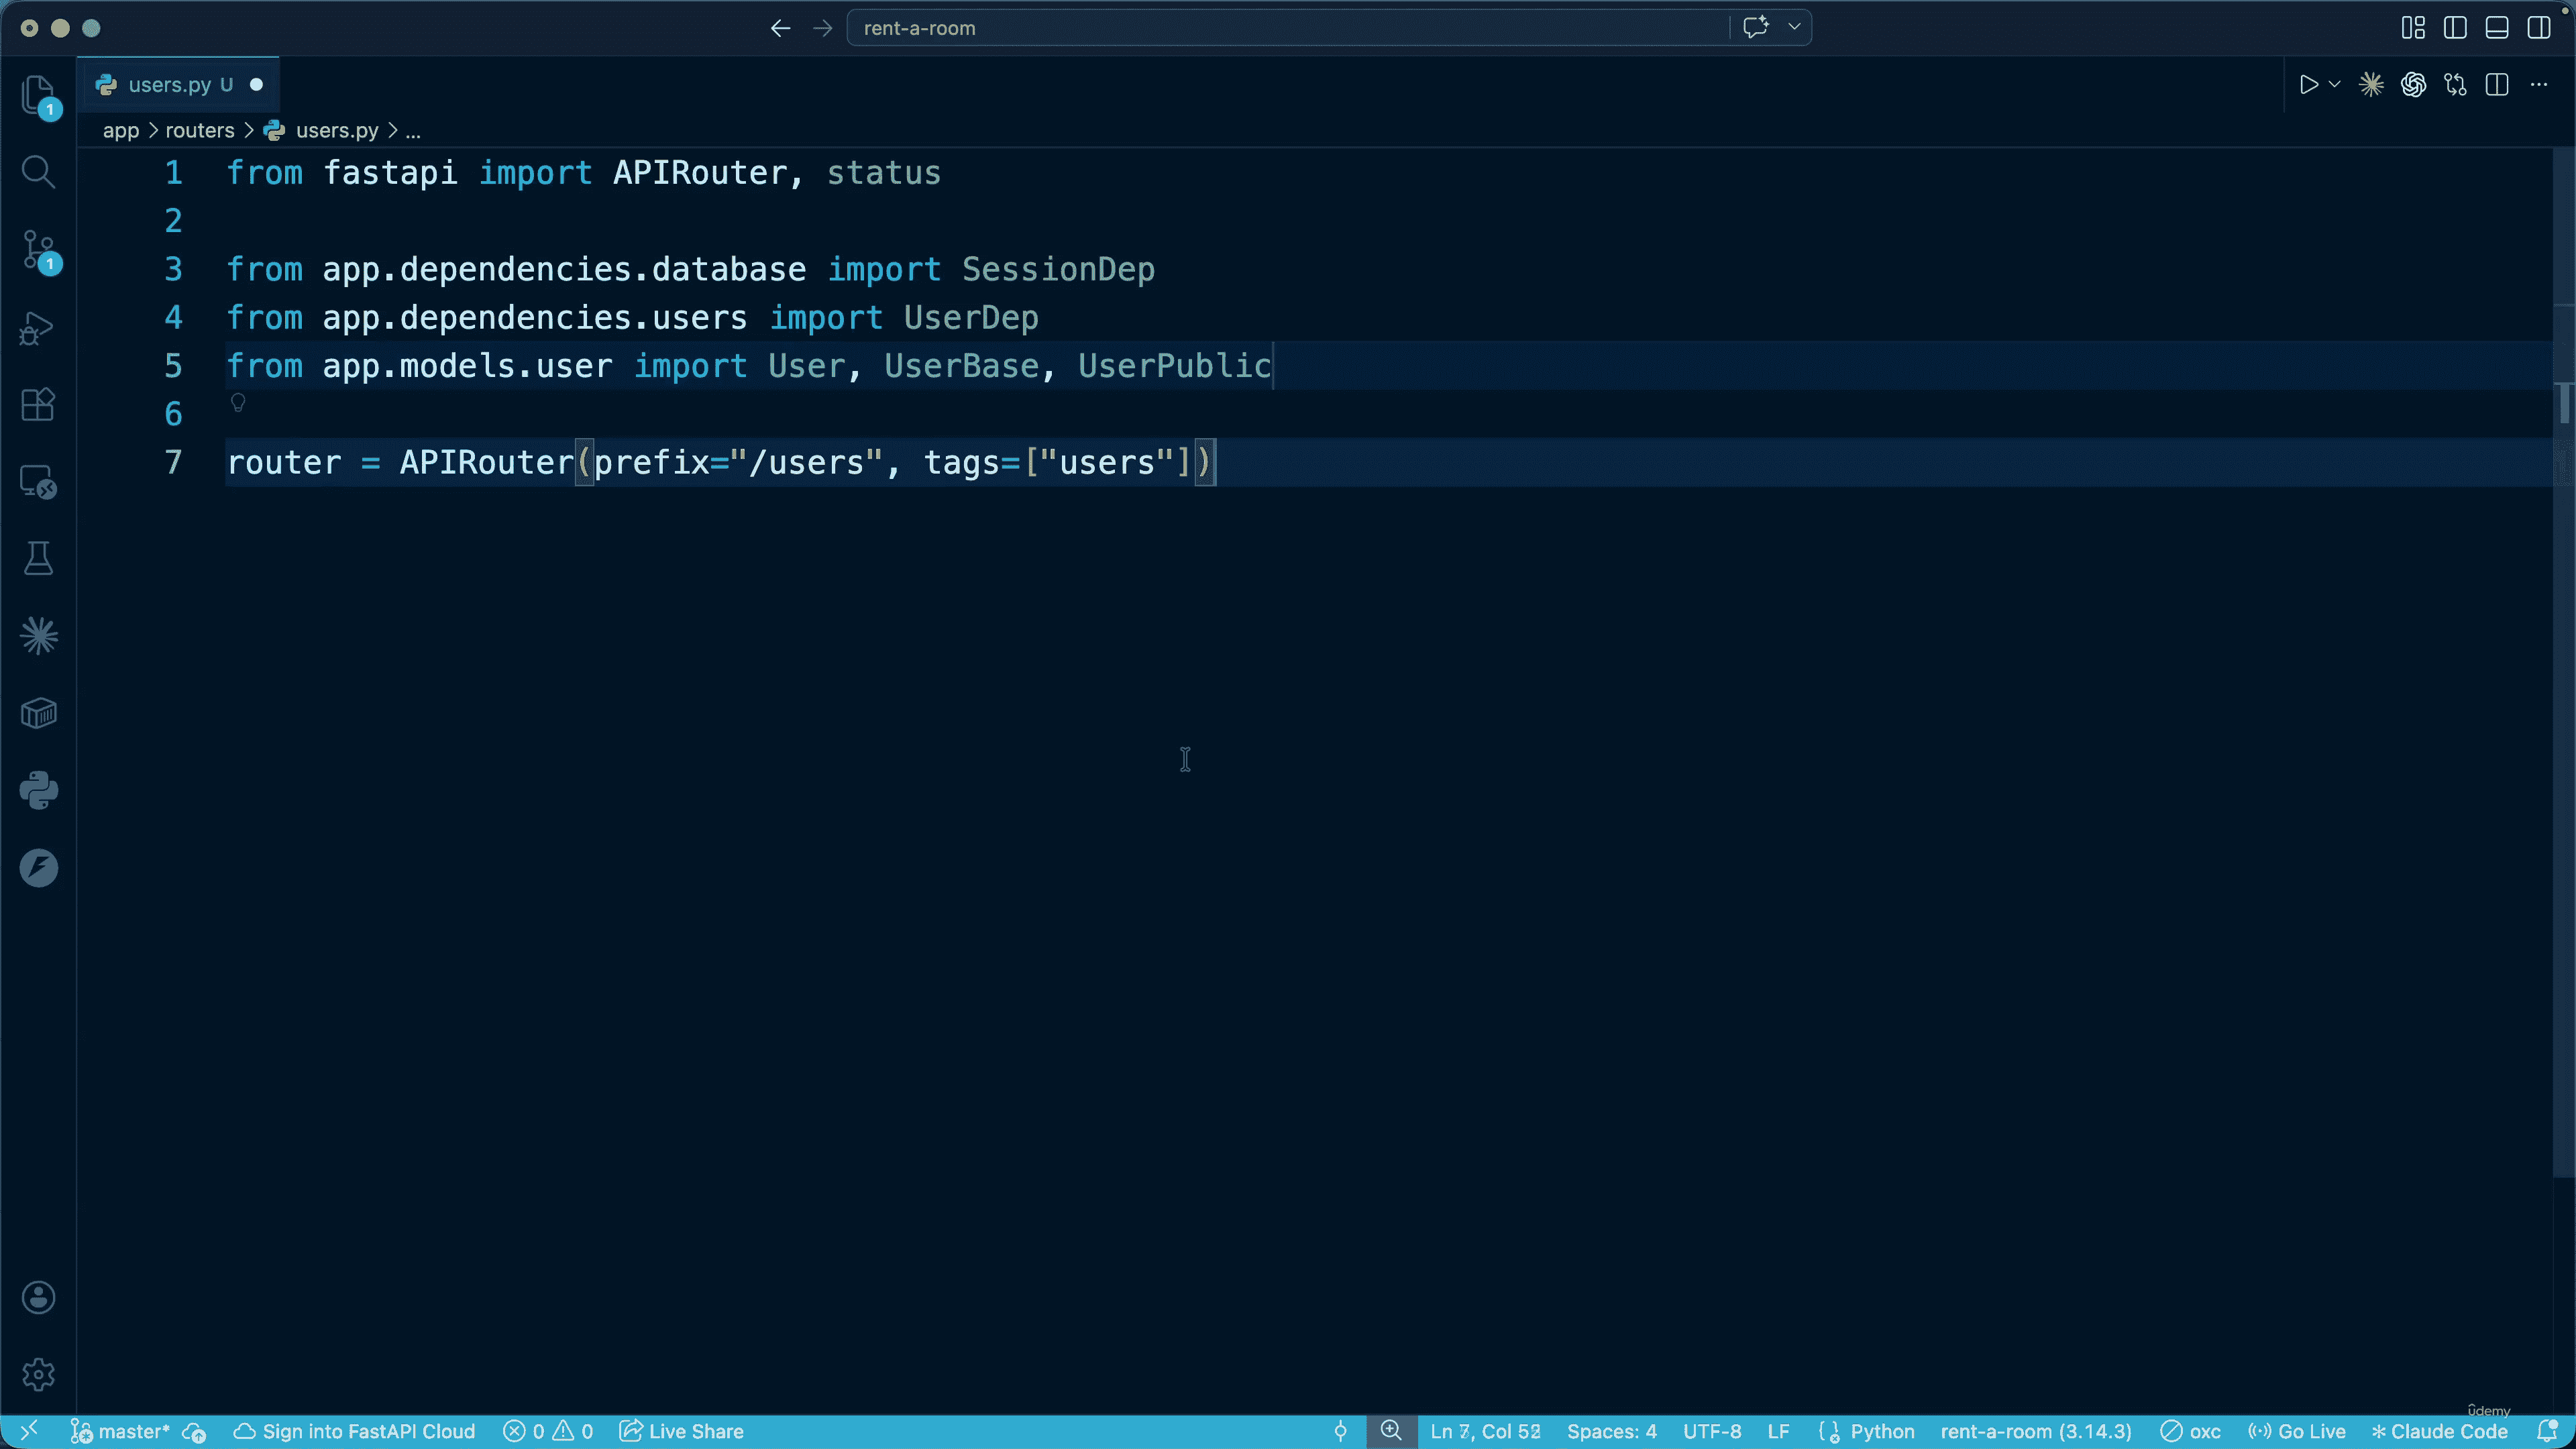 rent-a-room
users.py U
1
app > routers > users.py > ...
1 from fastapi import APIRouter, status
2
3 from app.dependencies.database import SessionDep
4 from app.dependencies.users import UserDep
5 from app.models.user import User, UserBase, UserPublic
6
7 router = APIRouter(prefix="/users", tags=["users"])
1
udemy
master* Sign into FastAPI Cloud 0 0 Live Share Ln Col Spaces: 4 UTF-8 LF Python rent-a-room (3.14.3) oxc Go Live Claude Code